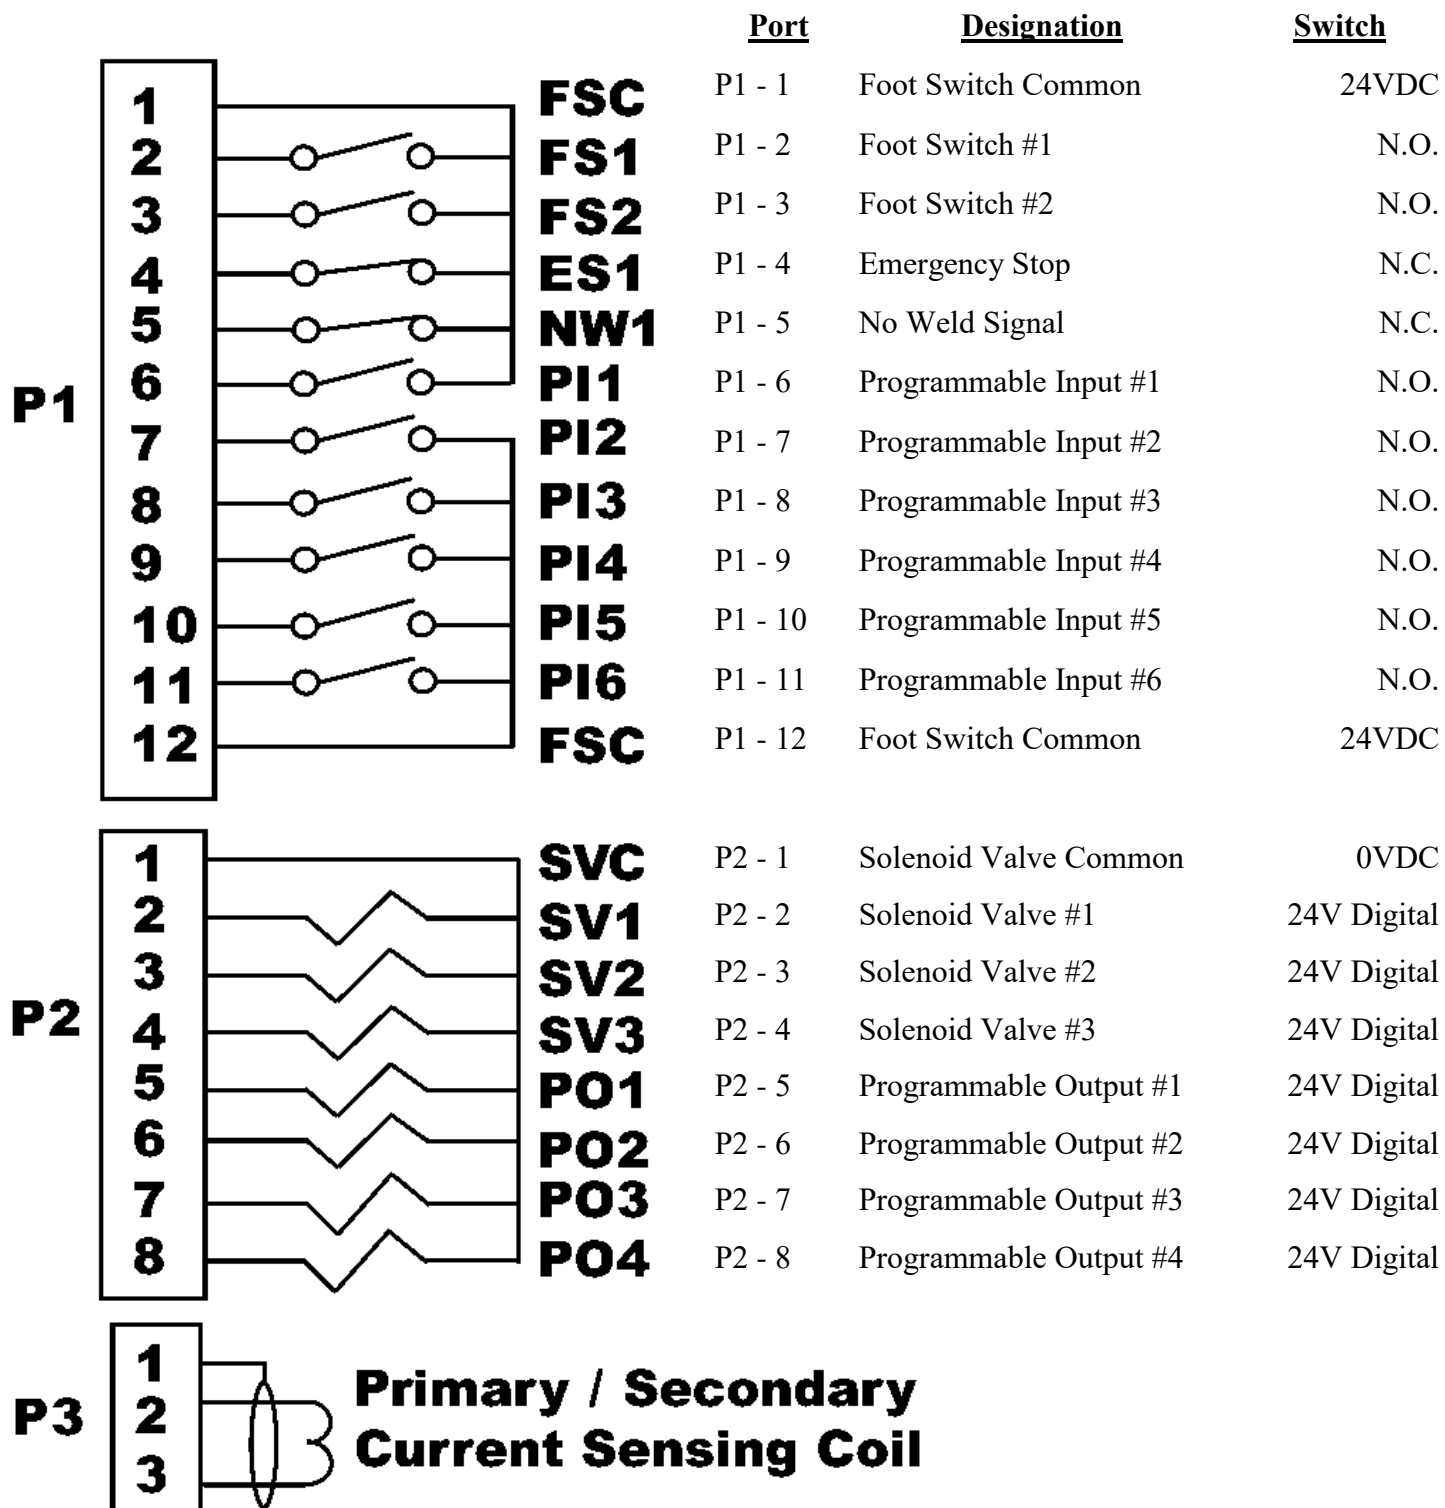 Port Designation Switch
1 FSC P1 - 1 Foot Switch Common 24VDC
2 FS1 P1 - 2 Foot Switch #1 N.O.
3 FS2 P1 - 3 Foot Switch #2 N.O.
4 ES1 P1 - 4 Emergency Stop N.C.
5 NW1 P1 - 5 No Weld Signal N.C.
6 PI1 P1 - 6 Programmable Input #1 N.O.
P1
7 PI2 P1 - 7 Programmable Input #2 N.O.
8 PI3 P1 - 8 Programmable Input #3 N.O.
9 PI4 P1 - 9 Programmable Input #4 N.O.
10 PI5 P1 - 10 Programmable Input #5 N.O.
11 PI6 P1 - 11 Programmable Input #6 N.O.
12 FSC P1 - 12 Foot Switch Common 24VDC
1 SVC P2 - 1 Solenoid Valve Common 0VDC
2 SV1 P2 - 2 Solenoid Valve #1 24V Digital
3 SV2 P2 - 3 Solenoid Valve #2 24V Digital
P2
4 SV3 P2 - 4 Solenoid Valve #3 24V Digital
5 PO1 P2 - 5 Programmable Output #1 24V Digital
6 PO2 P2 - 6 Programmable Output #2 24V Digital
7 PO3 P2 - 7 Programmable Output #3 24V Digital
8 PO4 P2 - 8 Programmable Output #4 24V Digital
1
P3 2
3
Primary / Secondary
Current Sensing Coil